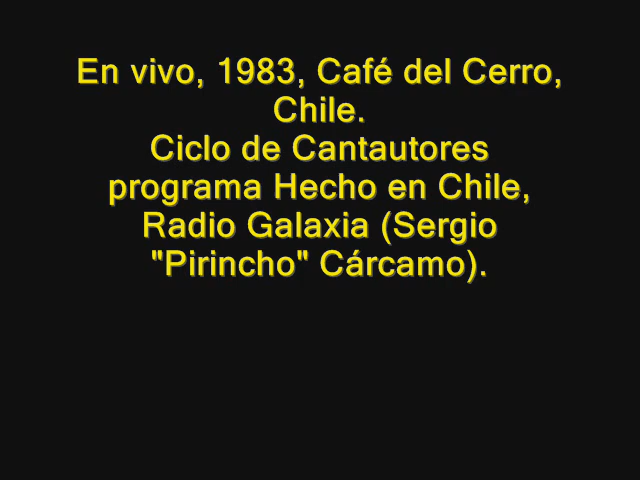 En vivo, 1983, Café del Cerro,
Chile.
Ciclo de Cantautores
programa Hecho en Chile,
Radio Galaxia (Sergio
"Pirincho" Cárcamo).